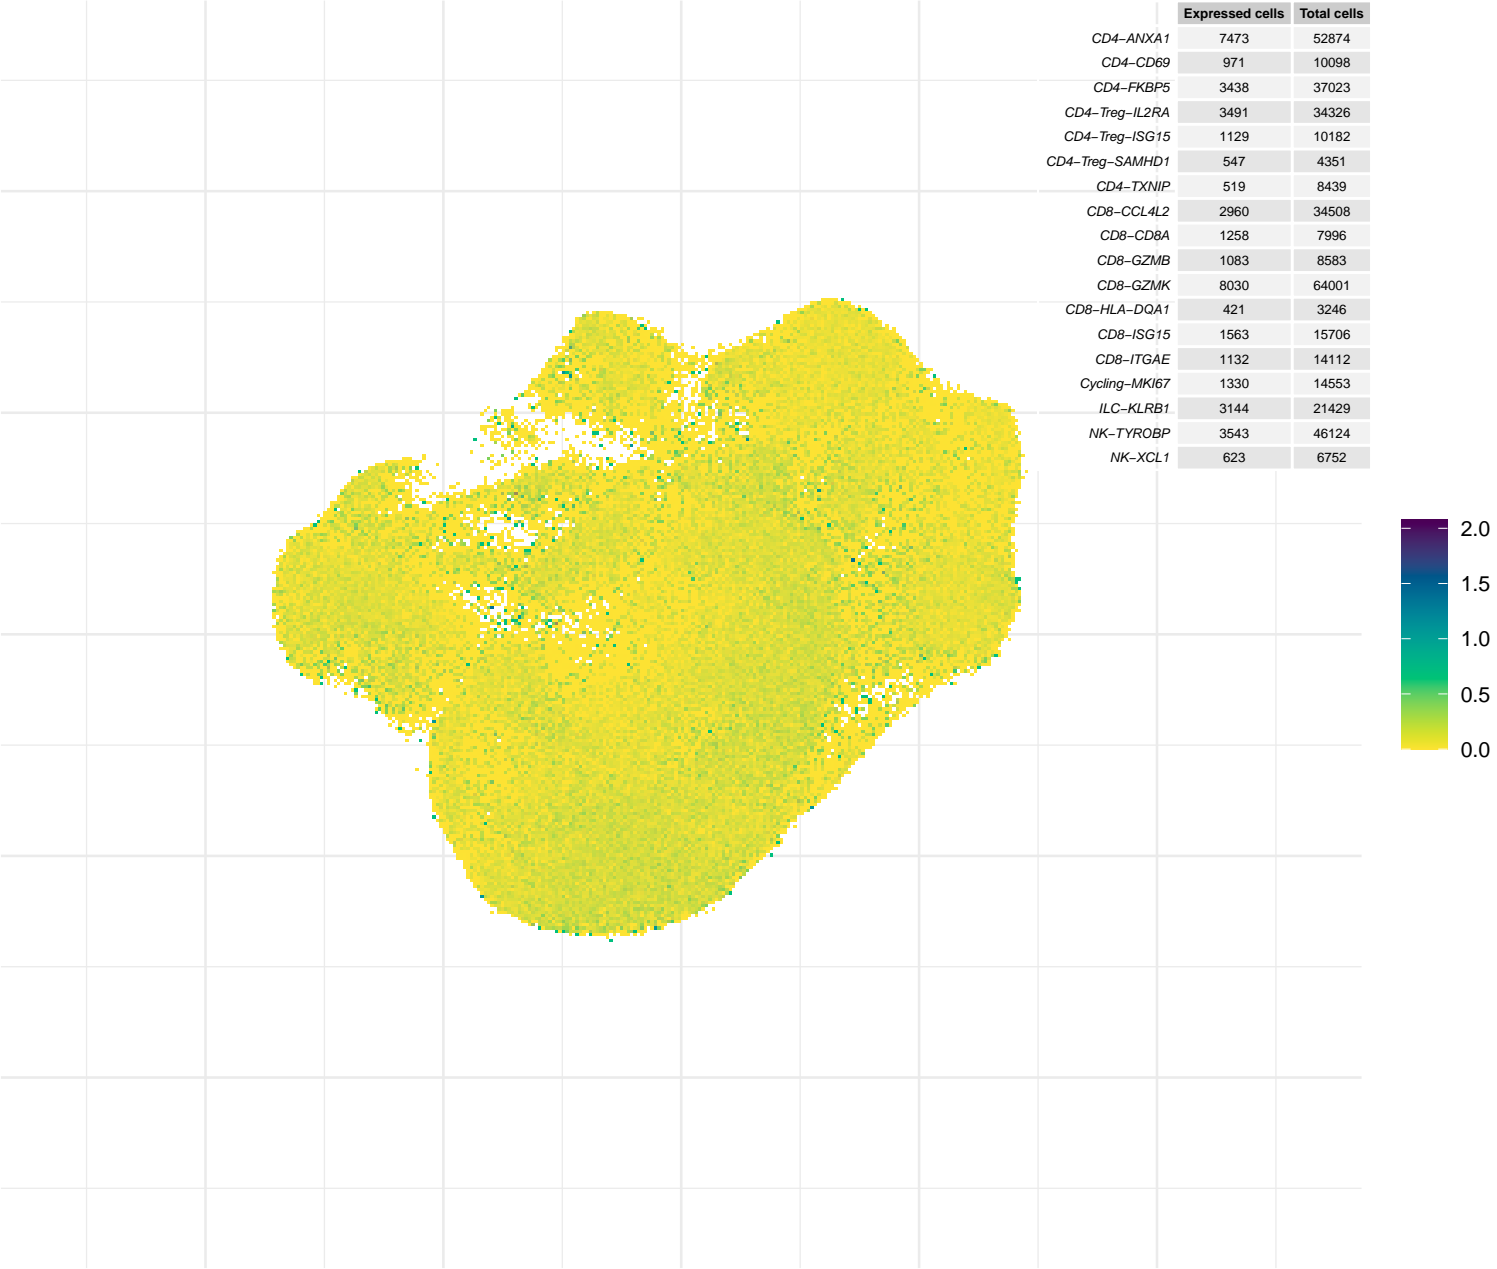 Expressed cells Total cells
CD4−ANXA1 7473 52874
CD4−CD69 971 10098
CD4−FKBP5 3438 37023
CD4−Treg−IL2RA 3491 34326
CD4−Treg−ISG15 1129 10182
CD4−Treg−SAMHD1 547 4351
CD4−TXNIP 519 8439
CD8−CCL4L2 2960 34508
CD8−CD8A 1258 7996
CD8−GZMB 1083 8583
CD8−GZMK 8030 64001
CD8−HLA−DQA1 421 3246
CD8−ISG15 1563 15706
CD8−ITGAE 1132 14112
Cycling−MKI67 1330 14553
ILC−KLRB1 3144 21429
NK−TYROBP 3543 46124
NK−XCL1 623 6752
2.0
1.5
1.0
0.5
0.0